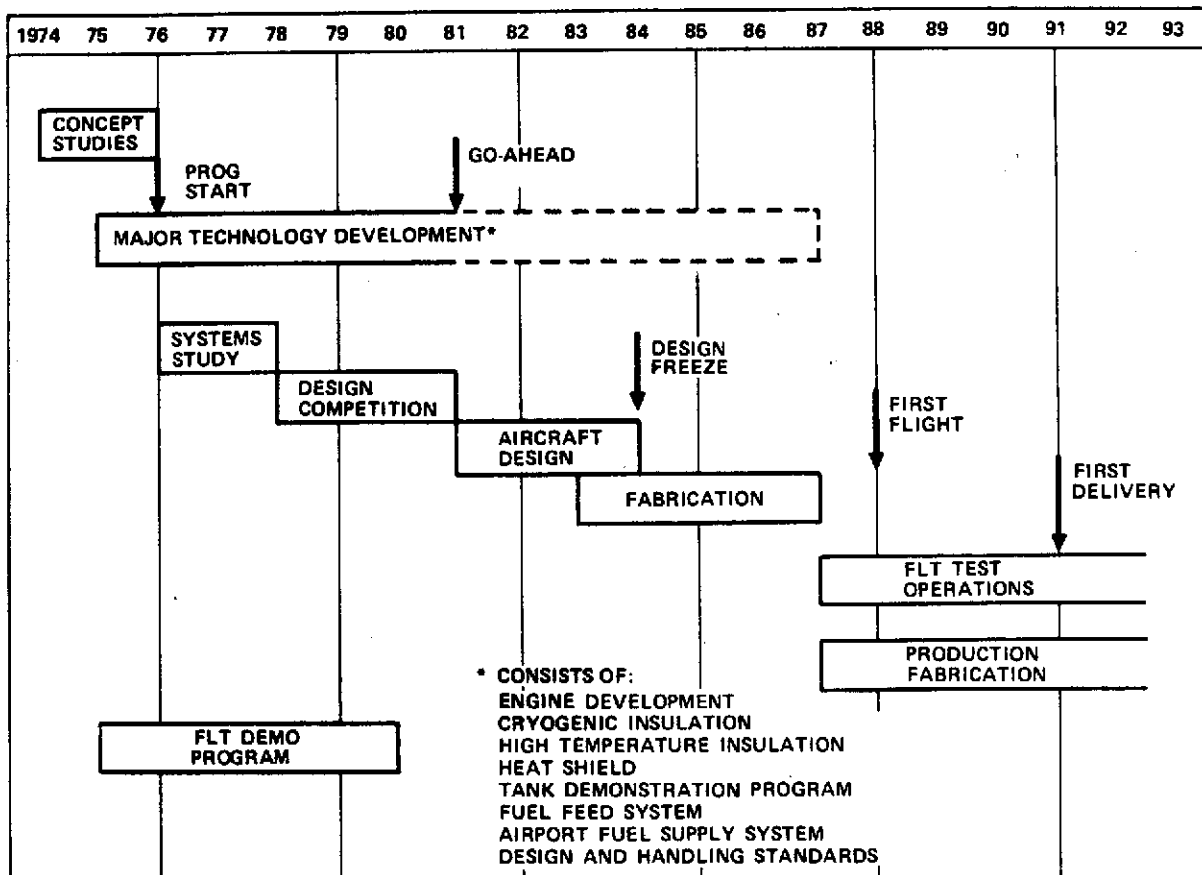 1974 75 76 77 78 79 80 81 82 83 84 85 86 87 88 89 90 91 92 93
CONCEPT
STUDIES
PROG
START
GO-AHEAD
MAJOR TECHNOLOGY DEVELOPMENT*
SYSTEMS
STUDY
DESIGN
COMPETITION
DESIGN
FREEZE
AIRCRAFT
DESIGN
FABRICATION
FIRST
FLIGHT
FIRST
DELIVERY
FLT TEST
OPERATIONS
PRODUCTION
FABRICATION
FLT DEMO
PROGRAM
* CONSISTS OF:
ENGINE DEVELOPMENT
CRYOGENIC INSULATION
HIGH TEMPERATURE INSULATION
HEAT SHIELD
TANK DEMONSTRATION PROGRAM
FUEL FEED SYSTEM
AIRPORT FUEL SUPPLY SYSTEM
DESIGN AND HANDLING STANDARDS